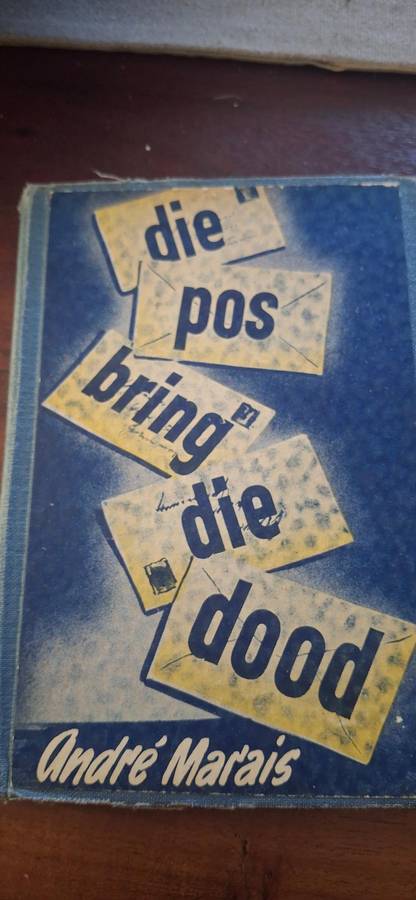 die
pos
bring
die
dood
André Marais